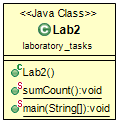 <<Java Class>>
Lab2
laboratory_tasks
Lab2()
sumCount():void
main(String[]):void